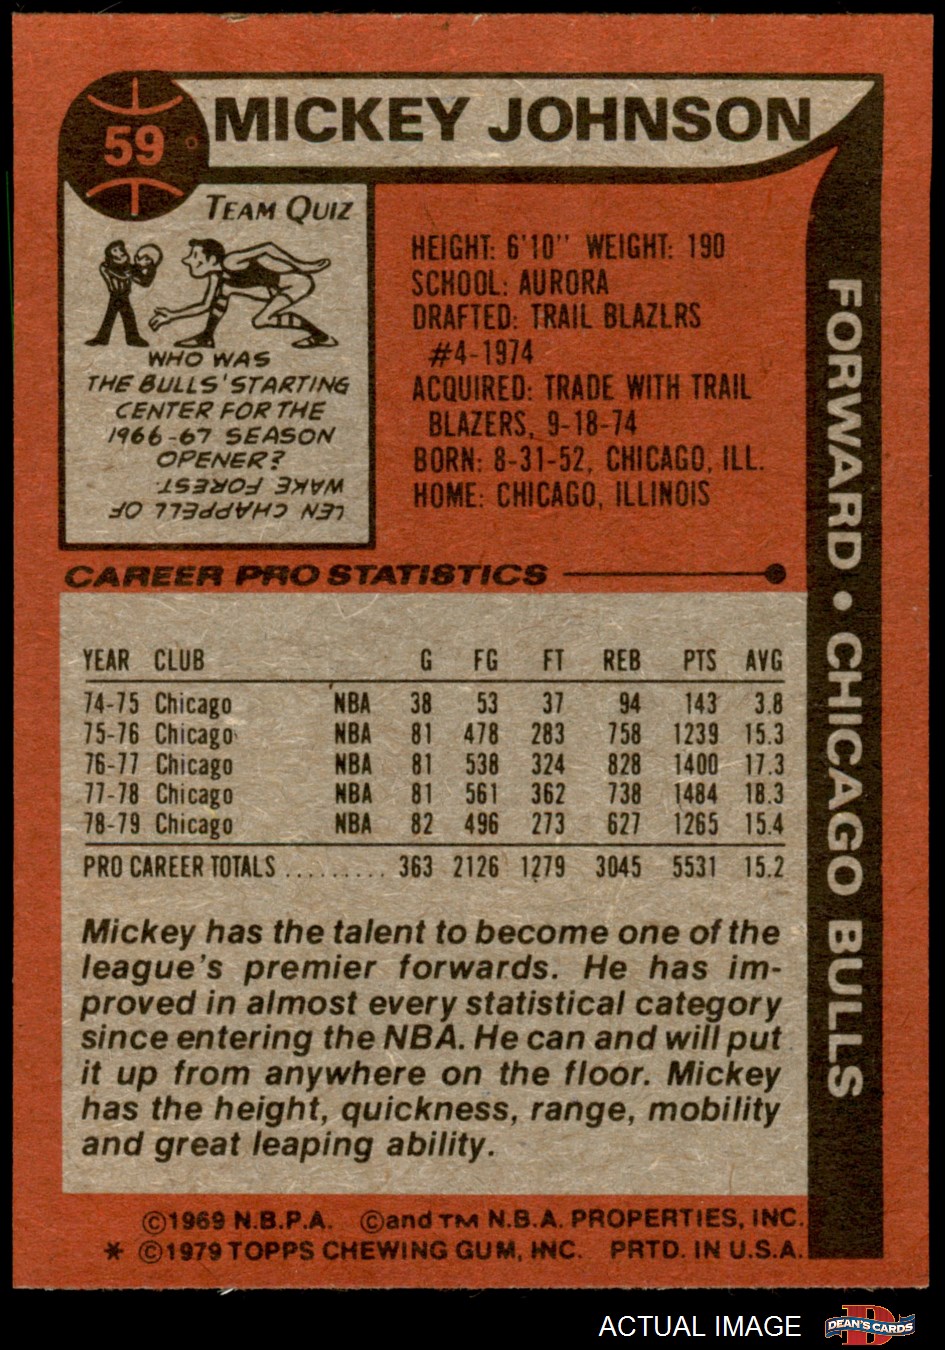 59
MICKEY JOHNSON
TEAM QUIZ
WHO WAS
THE BULLS' STARTING
CENTER FOR THE
1966-67 SEASON
OPENER?
LEN CHAPPELL OF
WAKE FOREST.
HEIGHT: 6'10" WEIGHT: 190
SCHOOL: AURORA
DRAFTED: TRAIL BLAZLRS
#4-1974
ACQUIRED: TRADE WITH TRAIL
BLAZERS, 9-18-74
BORN: 8-31-52, CHICAGO, ILL.
HOME: CHICAGO, ILLINOIS
FORWARD • CHICAGO BULLS
CAREER PRO STATISTICS
YEAR CLUB G FG FT REB PTS AVG
74-75 Chicago NBA 38 53 37 94 143 3.8
75-76 Chicago NBA 81 478 283 758 1239 15.3
76-77 Chicago NBA 81 538 324 828 1400 17.3
77-78 Chicago NBA 81 561 362 738 1484 18.3
78-79 Chicago NBA 82 496 273 627 1265 15.4
PRO CAREER TOTALS ......... 363 2126 1279 3045 5531 15.2
Mickey has the talent to become one of the
league's premier forwards. He has im-
proved in almost every statistical category
since entering the NBA. He can and will put
it up from anywhere on the floor. Mickey
has the height, quickness, range, mobility
and great leaping ability.
©1969 N.B.P.A. ©and TM N.B.A. PROPERTIES, INC.
* ©1979 TOPPS CHEWING GUM, INC. PRTD. IN U.S.A.
ACTUAL IMAGE
D
DEAN'S CARDS